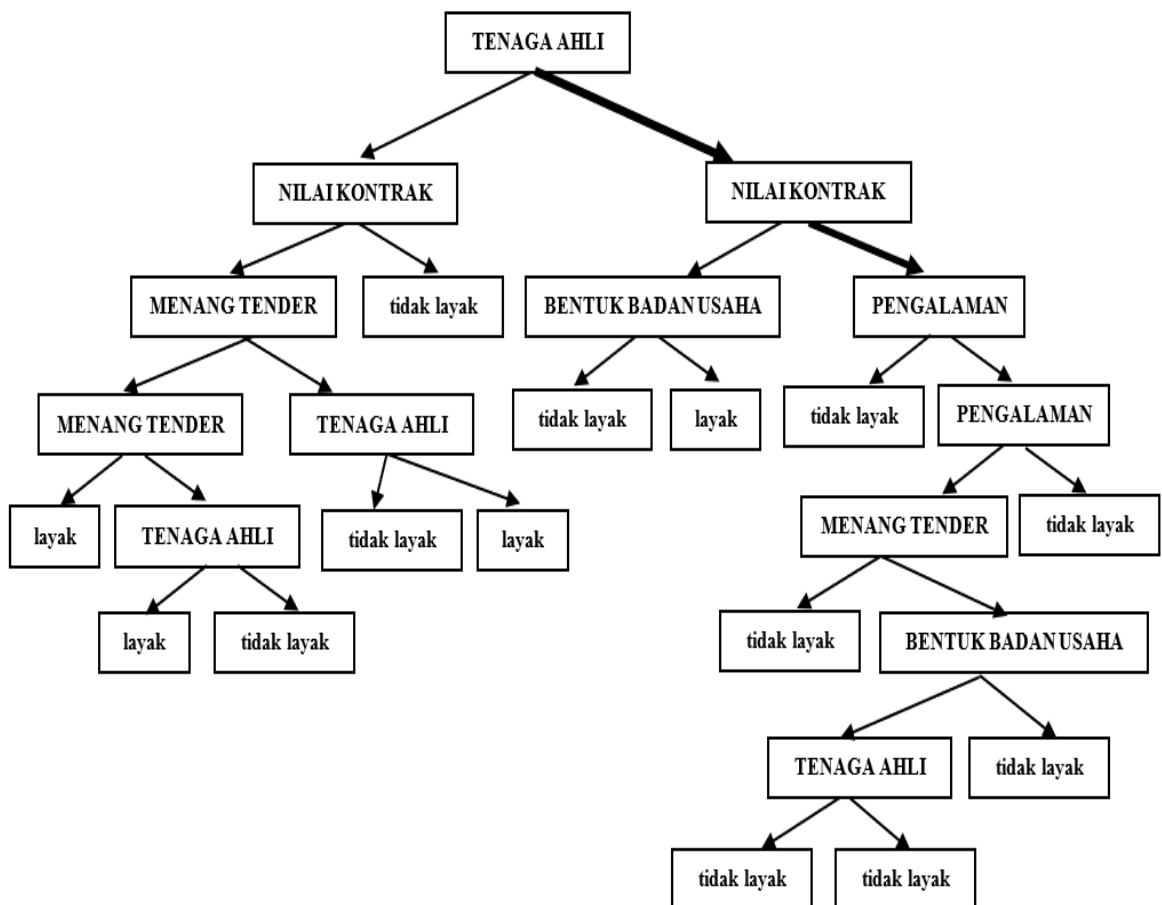 TENAGA AHLI
NILAI KONTRAK
NILAI KONTRAK
MENANG TENDER
tidak layak
BENTUK BADAN USAHA
PENGALAMAN
MENANG TENDER
TENAGA AHLI
tidak layak
layak
tidak layak
PENGALAMAN
layak
TENAGA AHLI
tidak layak
layak
MENANG TENDER
tidak layak
layak
tidak layak
tidak layak
BENTUK BADAN USAHA
TENAGA AHLI
tidak layak
tidak layak
tidak layak